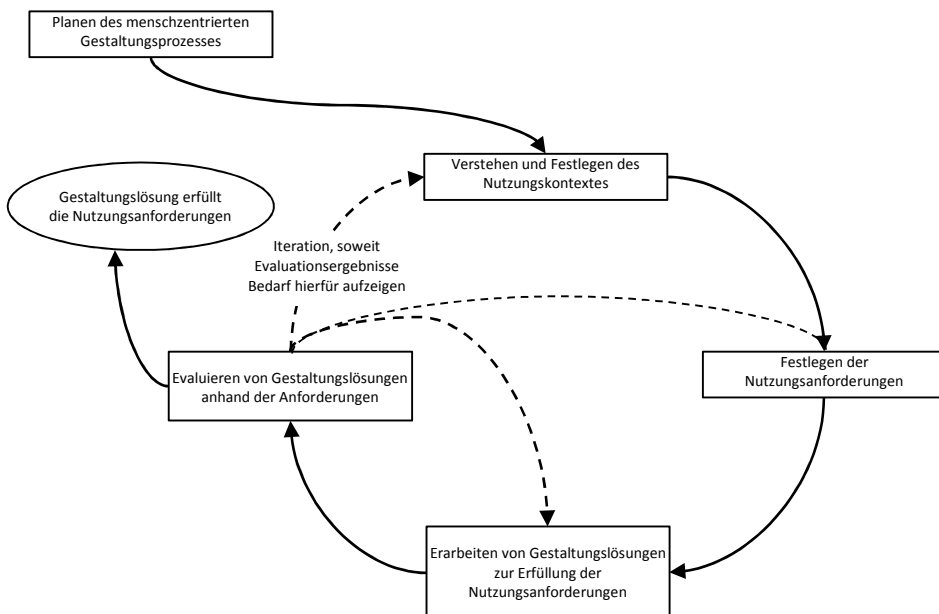 Planen des menschzentrierten
Gestaltungsprozesses
Verstehen und Festlegen des
Nutzungskontextes
Gestaltungslösung erfüllt
die Nutzungsanforderungen
Iteration, soweit
Evaluationsergebnisse
Bedarf hierfür aufzeigen
Evaluieren von Gestaltungslösungen
anhand der Anforderungen
Festlegen der
Nutzungsanforderungen
Erarbeiten von Gestaltungslösungen
zur Erfüllung der
Nutzungsanforderungen